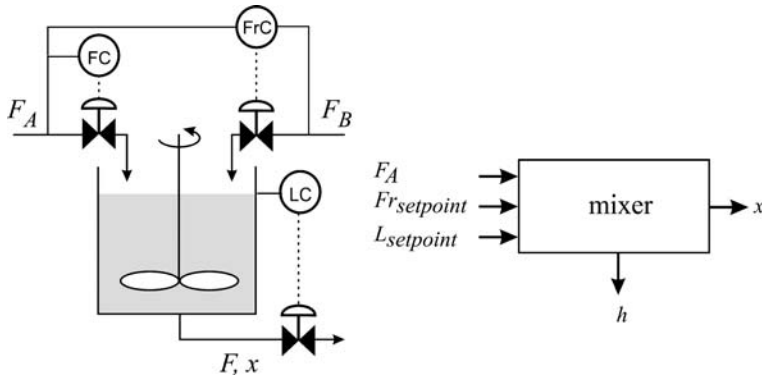 FrC
FC
F_A
F_B
LC
F, x
F_A
Fr_setpoint
L_setpoint
mixer
x
h